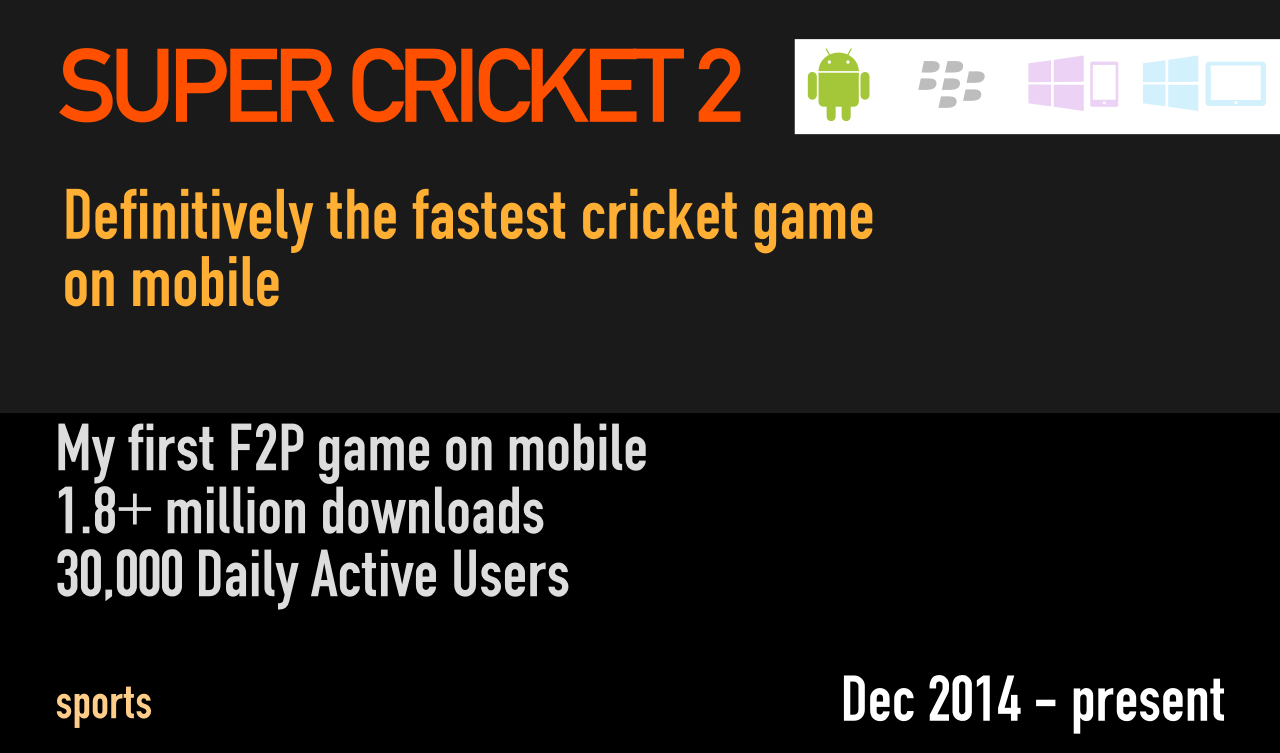 SUPER CRICKET 2
Definitively the fastest cricket game
on mobile
My first F2P game on mobile
1.8+ million downloads
30,000 Daily Active Users
sports
Dec 2014 - present